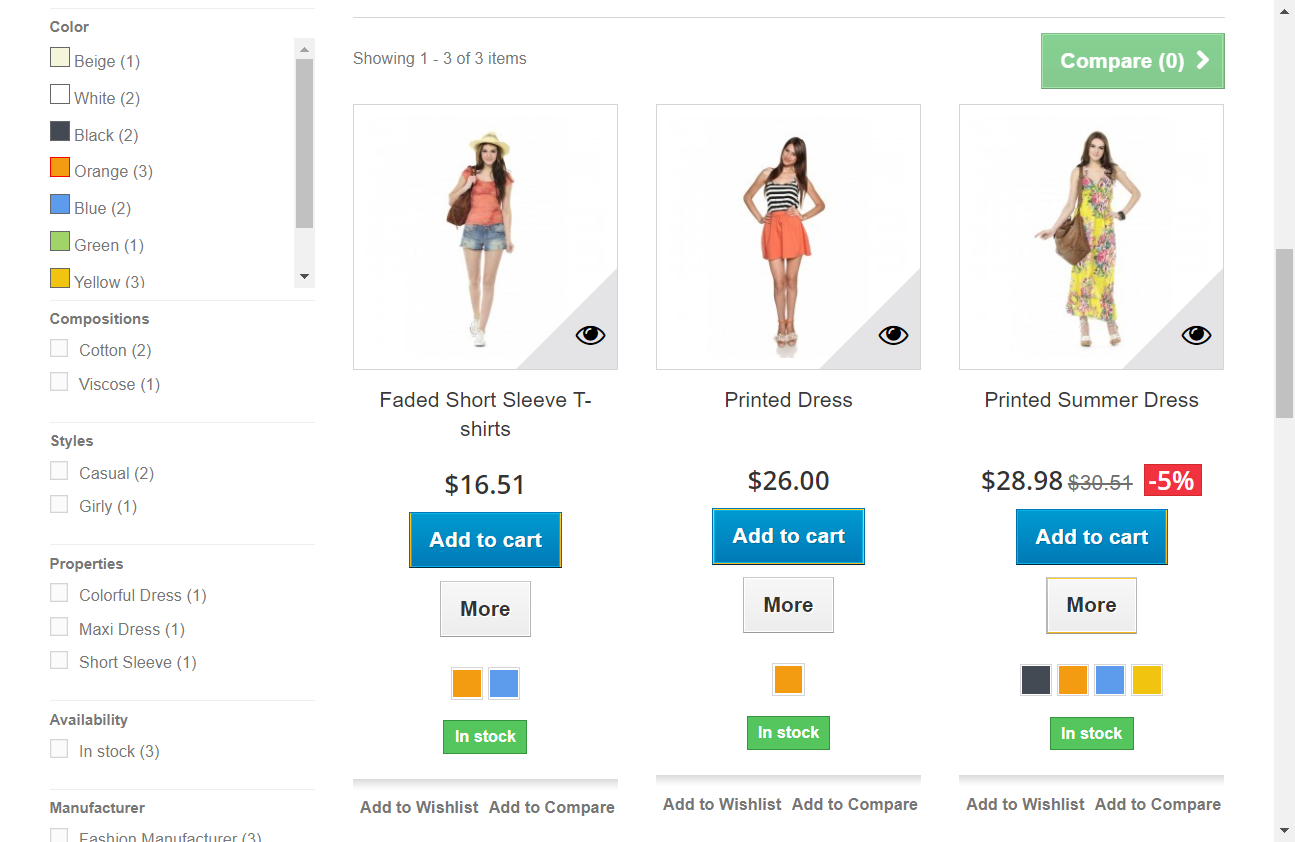 Color
Beige (1)
White (2)
Black (2)
Orange (3)
Blue (2)
Green (1)
Yellow (3)
Compositions
Cotton (2)
Viscose (1)
Styles
Casual (2)
Girly (1)
Properties
Colorful Dress (1)
Maxi Dress (1)
Short Sleeve (1)
Availability
In stock (3)
Manufacturer
Fashion Manufacturer (3)
Showing 1 - 3 of 3 items
Compare (0)
Faded Short Sleeve T-
shirts
$16.51
Add to cart
More
In stock
Add to Wishlist Add to Compare
Printed Dress
$26.00
Add to cart
More
In stock
Add to Wishlist Add to Compare
Printed Summer Dress
$28.98 $30.51 -5%
Add to cart
More
In stock
Add to Wishlist Add to Compare